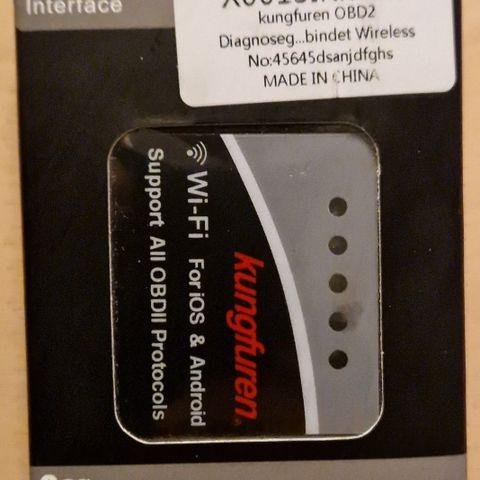 Interface
kungfuren OBD2
Diagnoseg...bindet Wireless
No:45645dsanjdfghs
MADE IN CHINA
kungfuren
Wi-Fi For iOS & Android
Support All OBDII Protocols